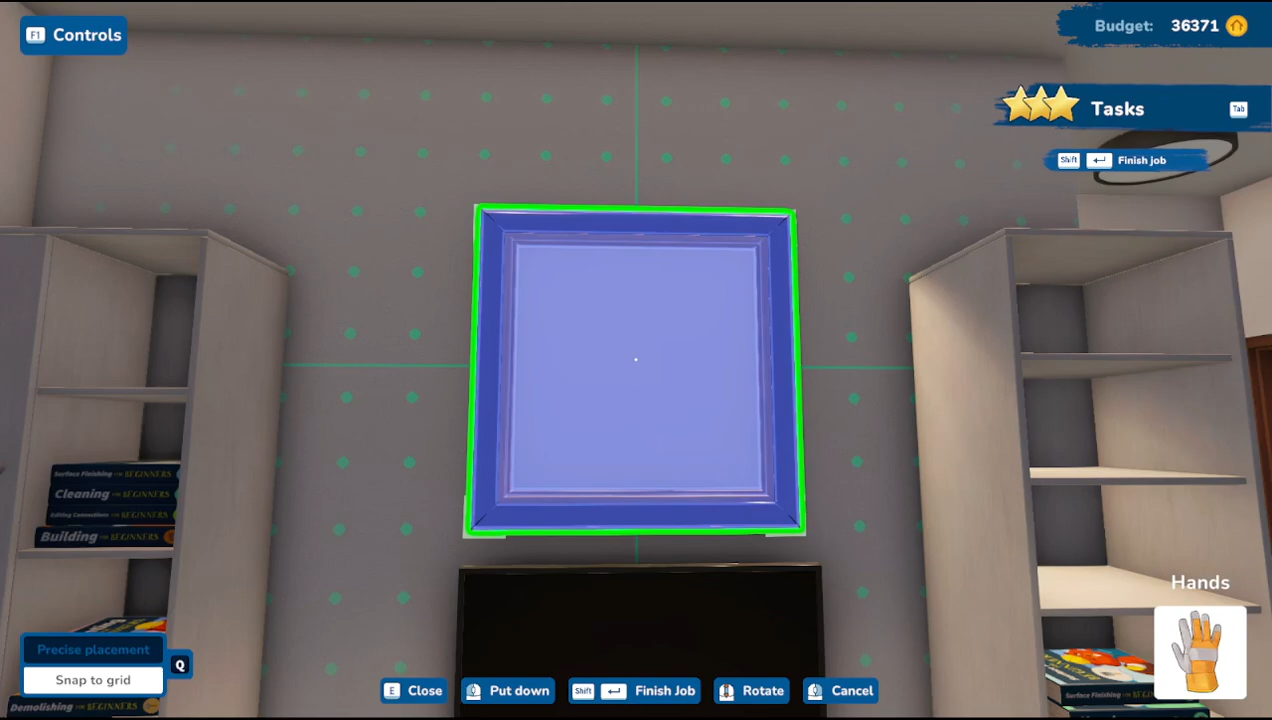 F1 Controls
Budget: 36371
Tasks Tab
Shift Finish job
Surface Finishing FOR BEGINNERS
Cleaning FOR BEGINNERS
Editing Connections FOR BEGINNERS
Building FOR BEGINNERS
Hands
Precise placement
Q
Snap to grid
E Close
Put down
Shift Finish Job
Rotate
Cancel
Surface Finishing
Demolishing FOR BEGINNERS